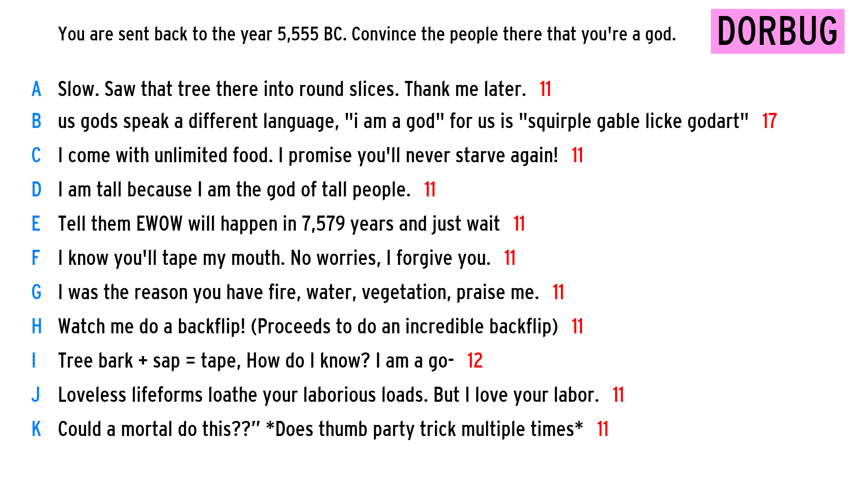 You are sent back to the year 5,555 BC. Convince the people there that you're a god.
DORBUG
A Slow. Saw that tree there into round slices. Thank me later. 11
B us gods speak a different language, "i am a god" for us is "squirple gable licke godart" 17
C I come with unlimited food. I promise you'll never starve again! 11
D I am tall because I am the god of tall people. 11
E Tell them EWOW will happen in 7,579 years and just wait 11
F I know you'll tape my mouth. No worries, I forgive you. 11
G I was the reason you have fire, water, vegetation, praise me. 11
H Watch me do a backflip! (Proceeds to do an incredible backflip) 11
I Tree bark + sap = tape, How do I know? I am a go- 12
J Loveless lifeforms loathe your laborious loads. But I love your labor. 11
K Could a mortal do this??” *Does thumb party trick multiple times* 11